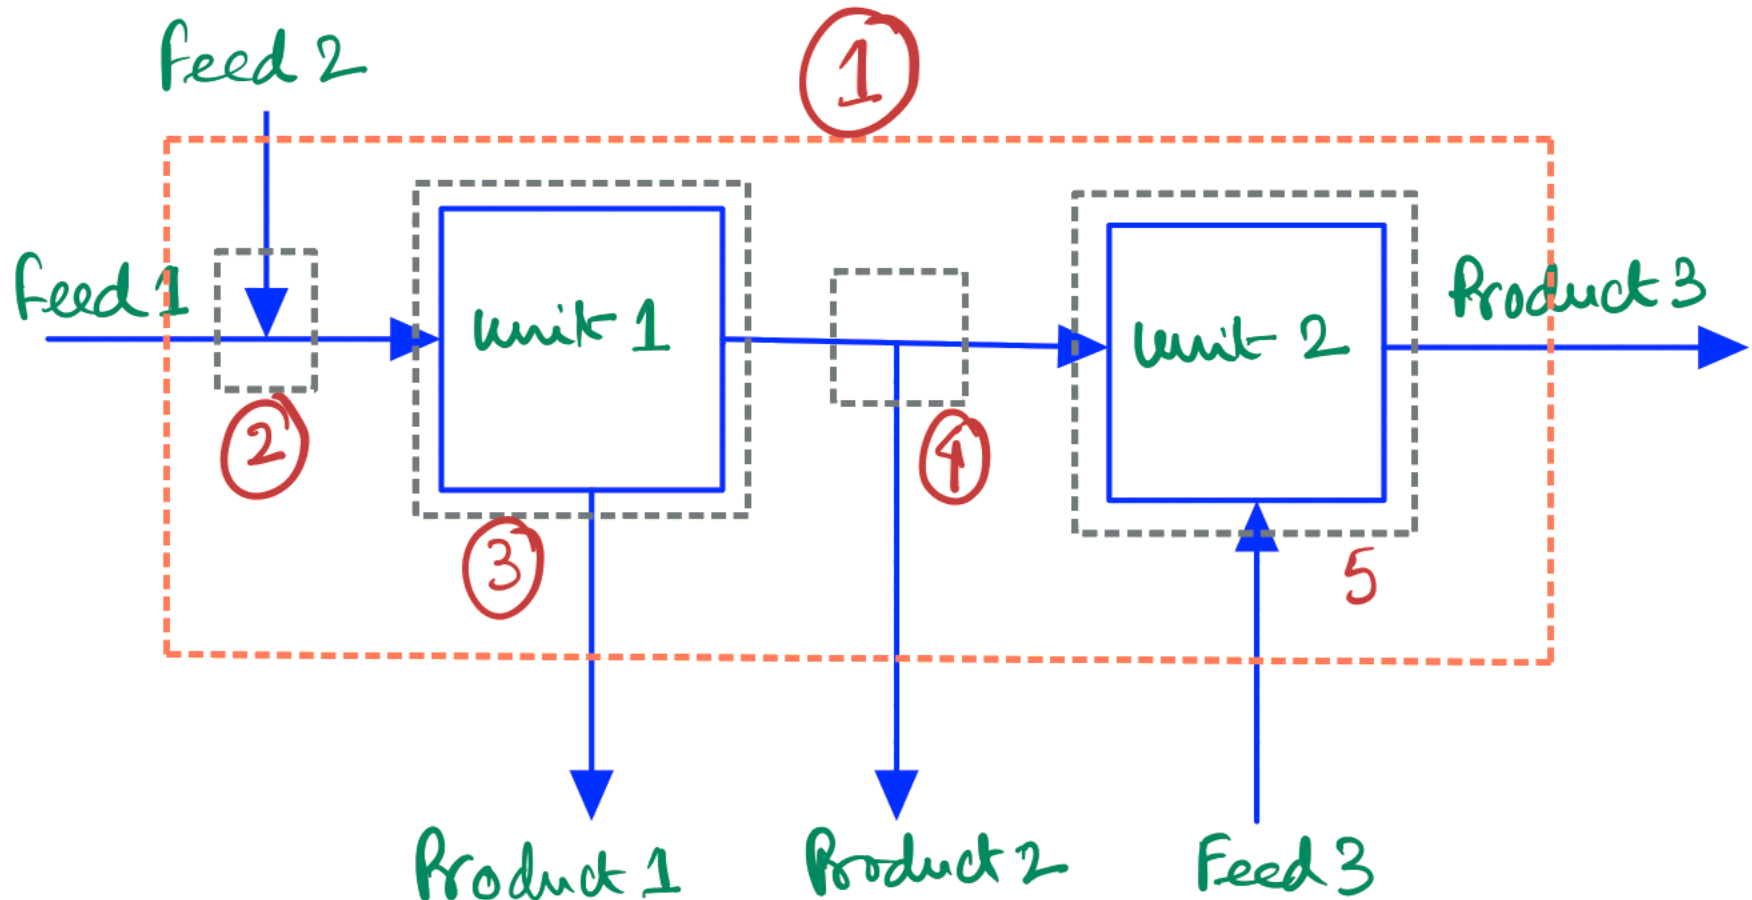 Feed 2
1
Feed 1
Unit 1
Unit 2
Product 3
2
4
3
5
Product 1
Product 2
Feed 3